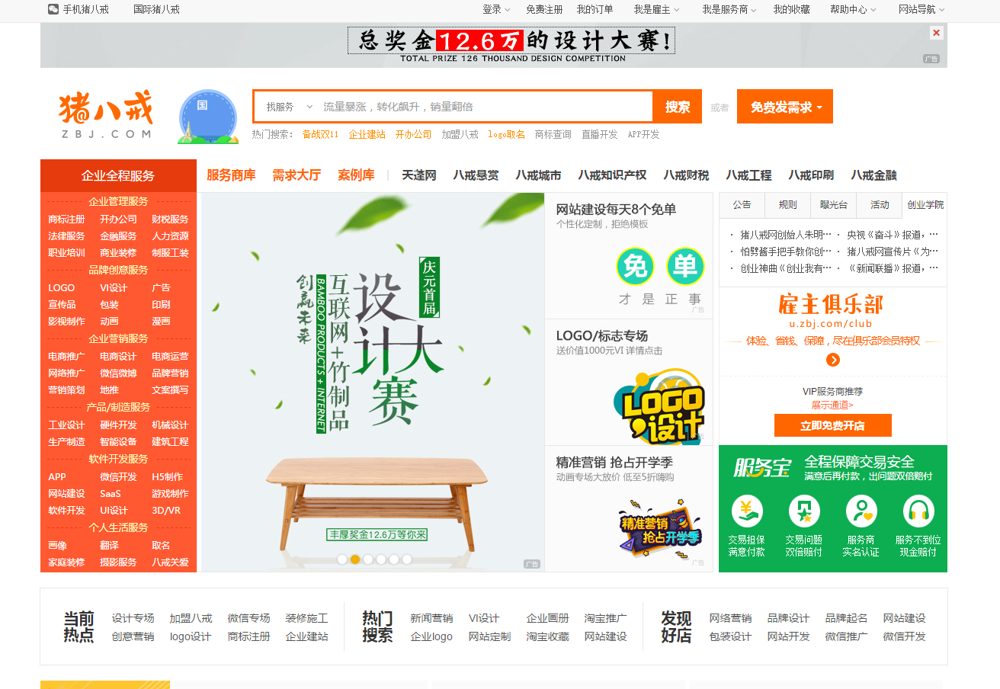 手机猪八戒 国际猪八戒 登录 免费注册 我的订单 我是雇主 我是服务商 我的收藏 帮助中心 网站导航
总奖金12.6万的设计大赛!
TOTAL PRIZE 126 THOUSAND DESIGN COMPETITION
广告
猪八戒
ZBJ.COM
国
找服务 流量暴涨，转化飙升，销量翻倍 搜索 或者 免费发需求
热门搜索： 备战双11 企业建站 开办公司 加盟八戒 logo取名 商标查询 直播开发 APP开发
企业全程服务 服务商库 需求大厅 案例库 天蓬网 八戒悬赏 八戒城市 八戒知识产权 八戒财税 八戒工程 八戒印刷 八戒金融
企业管理服务
商标注册 开办公司 财税服务
法律服务 金融服务 人力资源
职业培训 商业装修 制服工装
品牌创意服务
LOGO VI设计 广告
宣传品 包装 印刷
影视制作 动画 漫画
企业营销服务
电商推广 电商设计 电商运营
网络推广 微信微博 品牌营销
营销策划 地推 文案撰写
产品/制造服务
工业设计 硬件开发 机械设计
生产制造 智能设备 建筑工程
软件开发服务
APP 微信开发 H5制作
网站建设 SaaS 游戏制作
软件开发 UI设计 3D/VR
个人生活服务
画像 翻译 取名
家庭装修 摄影服务 八戒关爱
庆元首届
设计大赛
互联网+竹制品
BAMBOO PRODUCTS + INTERNET
创赢未来
丰厚奖金12.6万等你来
广告
网站建设每天8个免单
个性化定制，拒绝模板
免 单
才是正事
广告
LOGO/标志专场
送价值1000元VI 详情点击
LOGO设计
精准营销 抢占开学季
动画专场大放价 低至5折嗨购
精准营销
抢占开学季
广告
公告 规则 曝光台 活动 创业学院
· 猪八戒网创始人朱明… · 央视《奋斗》报道，…
· 怕劈酱手把手教你创… · 猪八戒网宣传片《为…
· 创业神曲《创业我有… · 《新闻联播》报道，…
雇主俱乐部
u.zbj.com/club
体验、省钱、保障，尽在俱乐部会员特权
VIP服务商推荐
展示通道>
立即免费开店
服务宝 全程保障交易安全
满意后再付款，出问题双倍赔付
交易担保 交易问题 服务商 服务不到位
满意付款 双倍赔付 实名认证 现金赔付
当前热点
设计专场 加盟八戒 微信专场 装修施工
创意营销 logo设计 商标注册 企业建站
热门搜索
新闻营销 VI设计 企业画册 淘宝推广
企业logo 网站定制 淘宝收藏 网站建设
发现好店
网络营销 品牌设计 品牌起名 网站建设
包装设计 网站开发 微信推广 微信开发